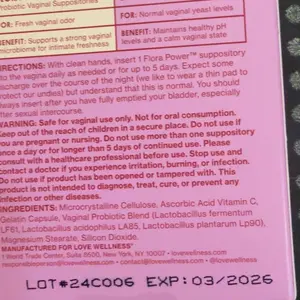 Probiotic Vaginal Suppositories
FOR: Fresh vaginal odor
FOR: Normal vaginal yeast levels
BENEFIT: Supports a strong vaginal
microbiome for intimate freshness
BENEFIT: Maintains healthy pH
levels and a calm vaginal state
DIRECTIONS: With clean hands, insert 1 Flora Power™ suppository
into the vagina daily as needed or for up to 5 days. Expect some
discharge over the course of the night (we like to wear a thin pad to
protect our undies) but understand that this is normal. You should
always insert after you have fully emptied your bladder, especially
after sexual intercourse.
WARNING: Safe for vaginal use only. Not for oral consumption.
Keep out of the reach of children in a secure place. Do not use if
you are pregnant or nursing. Do not use more than one suppository
once a day or for longer than 5 days of continued use. Please
consult with a healthcare professional before use. Stop use and
contact a doctor if you experience irritation, burning, or infection.
Do not use if product has been opened or tampered with. This
product is not intended to diagnose, treat, cure, or prevent any
infection or other diseases.
INGREDIENTS: Microcrystalline Cellulose, Ascorbic Acid Vitamin C,
Gelatin Capsule, Vaginal Probiotic Blend (Lactobacillus fermentum
LF61, Lactobacillus acidophilus LA85, Lactobacillus plantarum Lp90),
Magnesium Stearate, Silicon Dioxide.
MANUFACTURED FOR LOVE WELLNESS®
1 World Trade Center, Suite 8500, New York, NY 10007 • lovewellness.com
responsibleperson@lovewellness.com • contact@lovewellness.com
LOT#24C006 EXP:03/2026